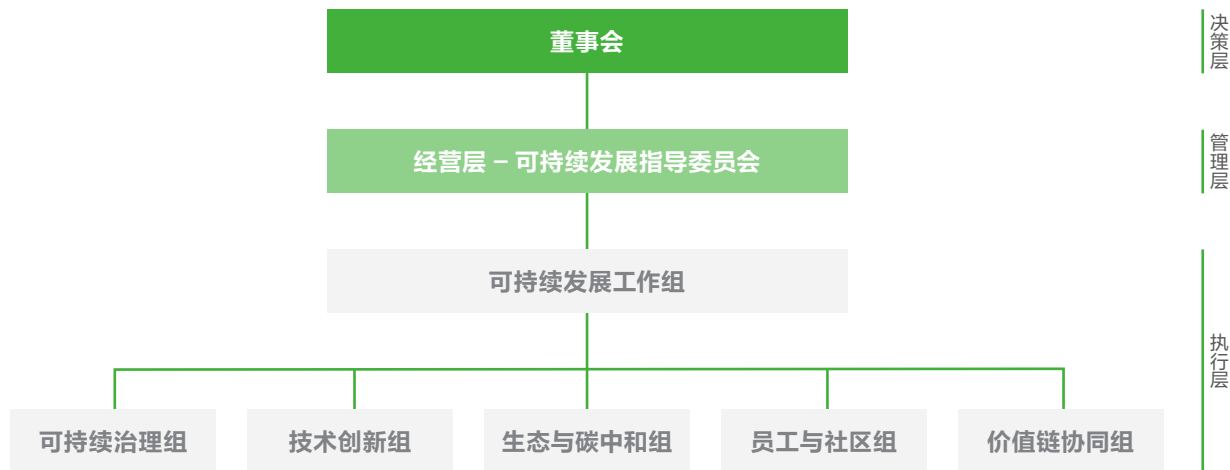 董事会
决策层
经营层 – 可持续发展指导委员会
管理层
可持续发展工作组
执行层
可持续治理组
技术创新组
生态与碳中和组
员工与社区组
价值链协同组